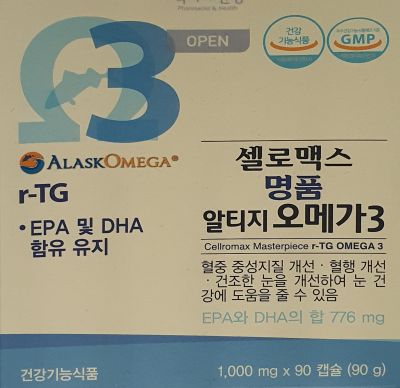 Pharmacist & Health
OPEN
건강
기능식품
GMP
Ω3
ALASKOMEGA®
r-TG
• EPA 및 DHA
함유 유지
셀로맥스
명품
알티지 오메가3
Cellromax Masterpiece r-TG OMEGA 3
혈중 중성지질 개선 · 혈행 개선
· 건조한 눈을 개선하여 눈 건
강에 도움을 줄 수 있음
EPA와 DHA의 합 776 mg
건강기능식품
1,000 mg x 90 캡슐 (90 g)